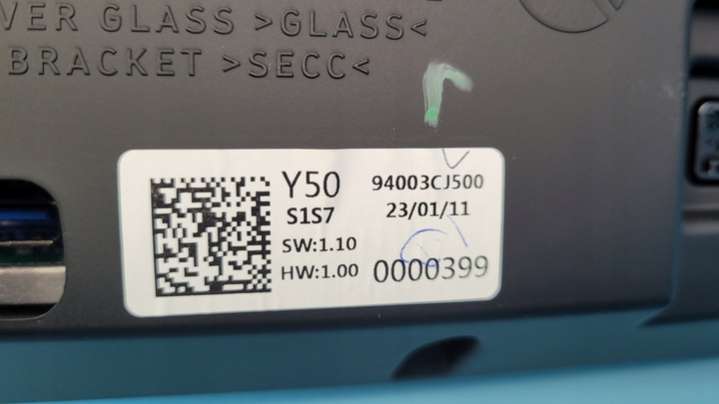 VER GLASS >GLASS<
BRACKET >SECC<
Y50 94003CJ500
S1S7 23/01/11
SW:1.10
HW:1.00 0000399